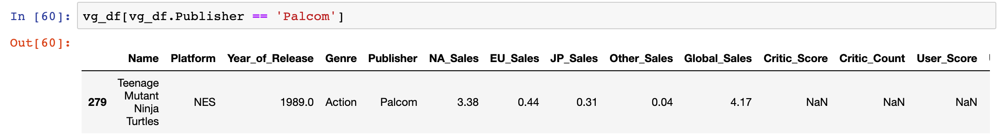 In [60]: vg_df[vg_df.Publisher == 'Palcom']
Out[60]:
Name Platform Year_of_Release Genre Publisher NA_Sales EU_Sales JP_Sales Other_Sales Global_Sales Critic_Score Critic_Count User_Score
Teenage
Mutant
279 NES 1989.0 Action Palcom 3.38 0.44 0.31 0.04 4.17 NaN NaN NaN
Ninja
Turtles